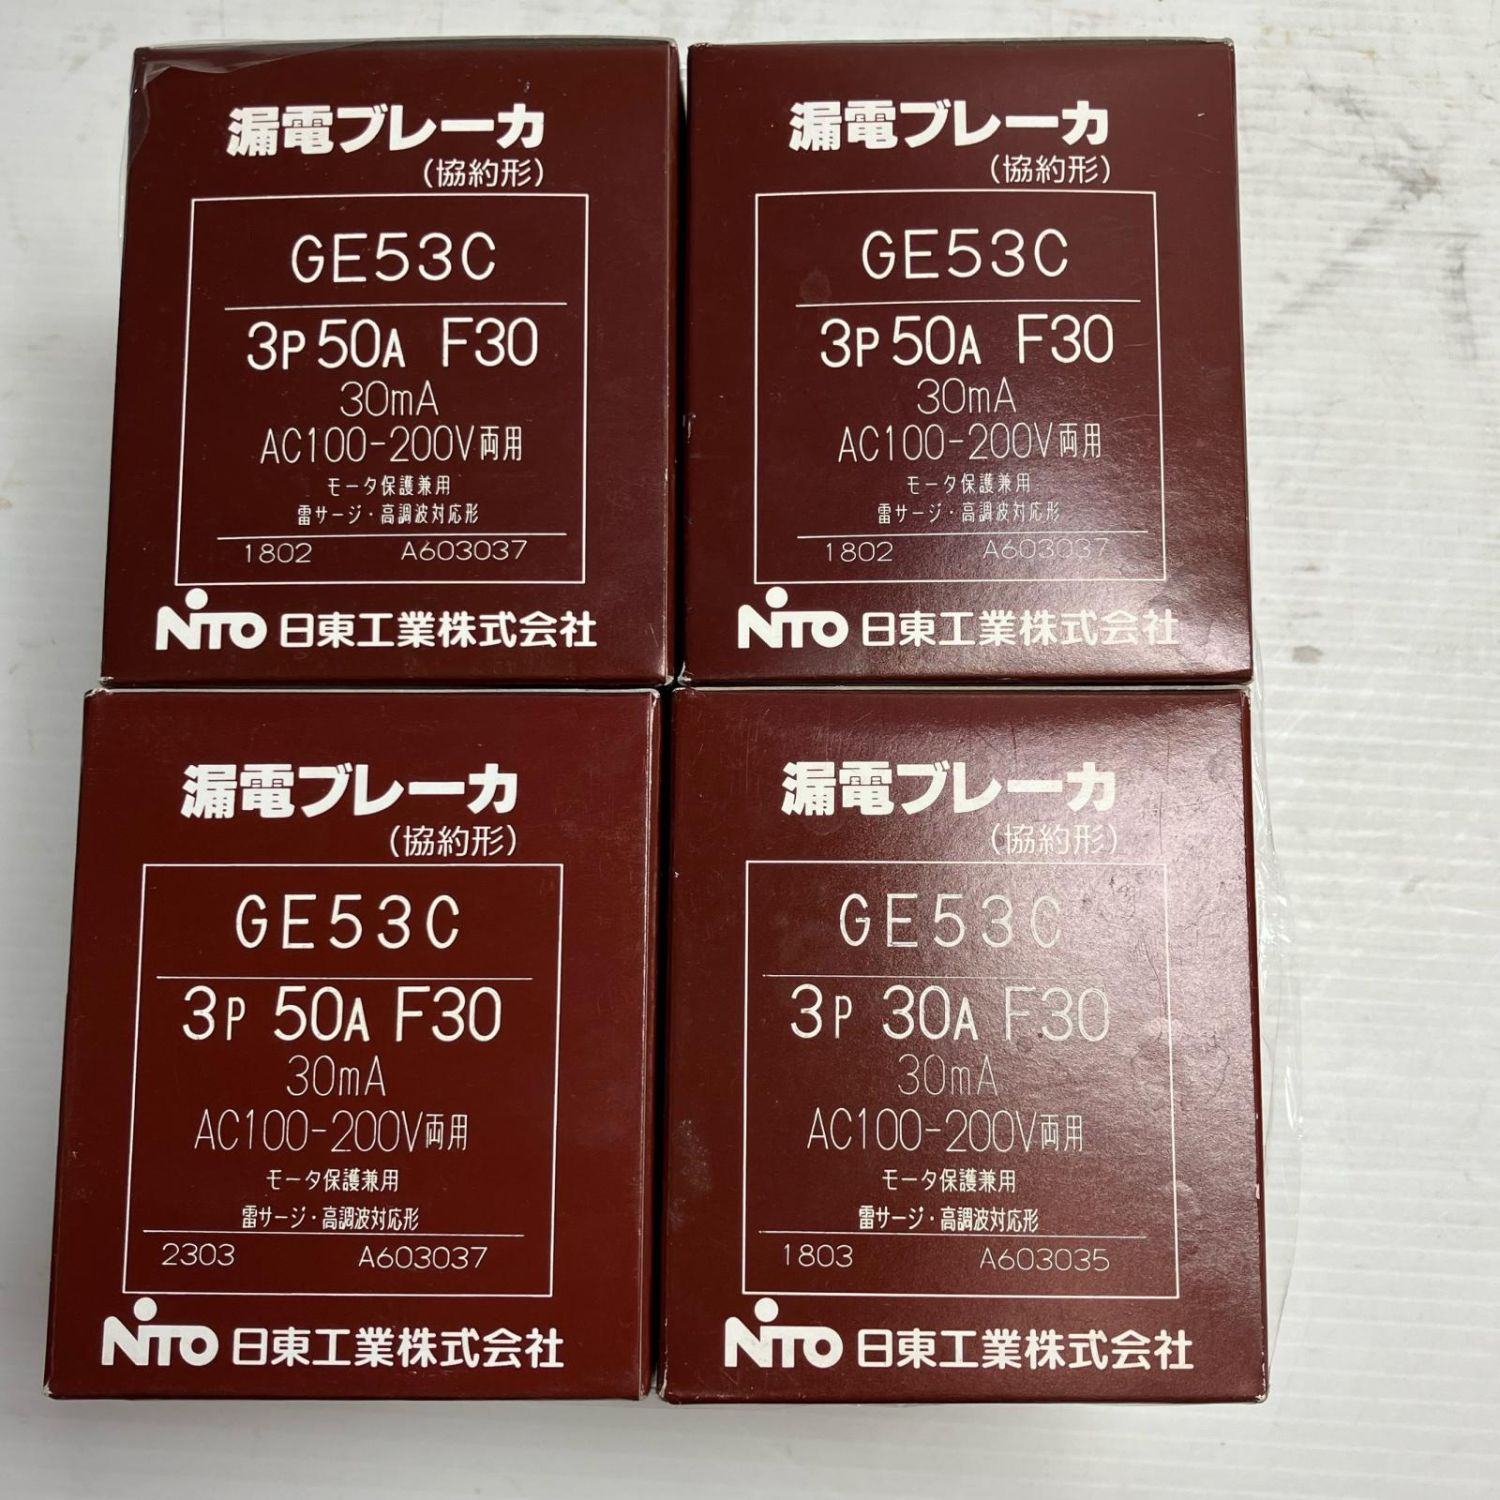 漏電ブレーカ
(協約形)
GE53C
3P 50A F30
30mA
AC100-200V両用
モータ保護兼用
雷サージ・高調波対応形
1802 A603037
NITO 日東工業株式会社
漏電ブレーカ
(協約形)
GE53C
3P 50A F30
30mA
AC100-200V両用
モータ保護兼用
雷サージ・高調波対応形
1802 A603037
NITO 日東工業株式会社
漏電ブレーカ
(協約形)
GE53C
3P 50A F30
30mA
AC100-200V両用
モータ保護兼用
雷サージ・高調波対応形
2303 A603037
NITO 日東工業株式会社
漏電ブレーカ
(協約形)
GE53C
3P 30A F30
30mA
AC100-200V両用
モータ保護兼用
雷サージ・高調波対応形
1803 A603035
NITO 日東工業株式会社